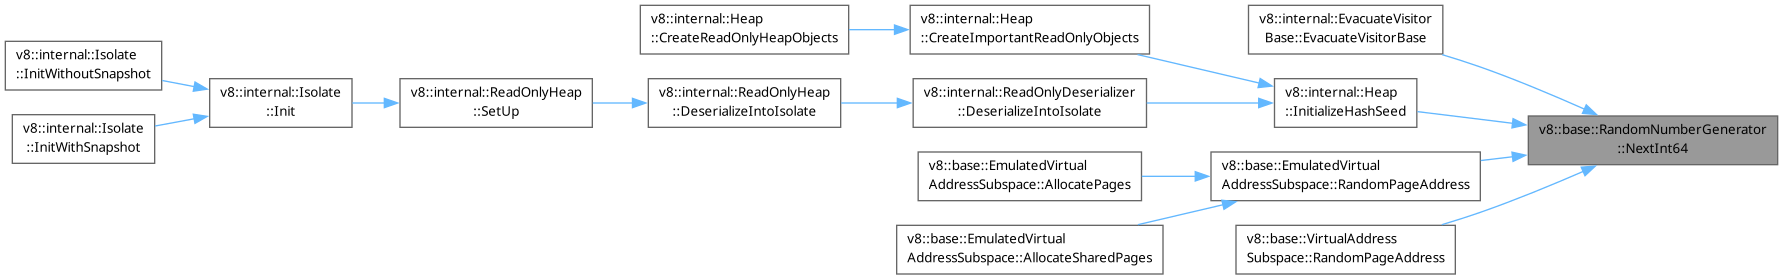 v8::internal::Isolate
::InitWithoutSnapshot
v8::internal::Isolate
::InitWithSnapshot
v8::internal::Isolate
::Init
v8::internal::ReadOnlyHeap
::SetUp
v8::internal::Heap
::CreateReadOnlyHeapObjects
v8::internal::ReadOnlyHeap
::DeserializeIntoIsolate
v8::internal::Heap
::CreateImportantReadOnlyObjects
v8::internal::ReadOnlyDeserializer
::DeserializeIntoIsolate
v8::base::EmulatedVirtual
AddressSubspace::AllocatePages
v8::base::EmulatedVirtual
AddressSubspace::AllocateSharedPages
v8::internal::EvacuateVisitor
Base::EvacuateVisitorBase
v8::internal::Heap
::InitializeHashSeed
v8::base::EmulatedVirtual
AddressSubspace::RandomPageAddress
v8::base::VirtualAddress
Subspace::RandomPageAddress
v8::base::RandomNumberGenerator
::NextInt64